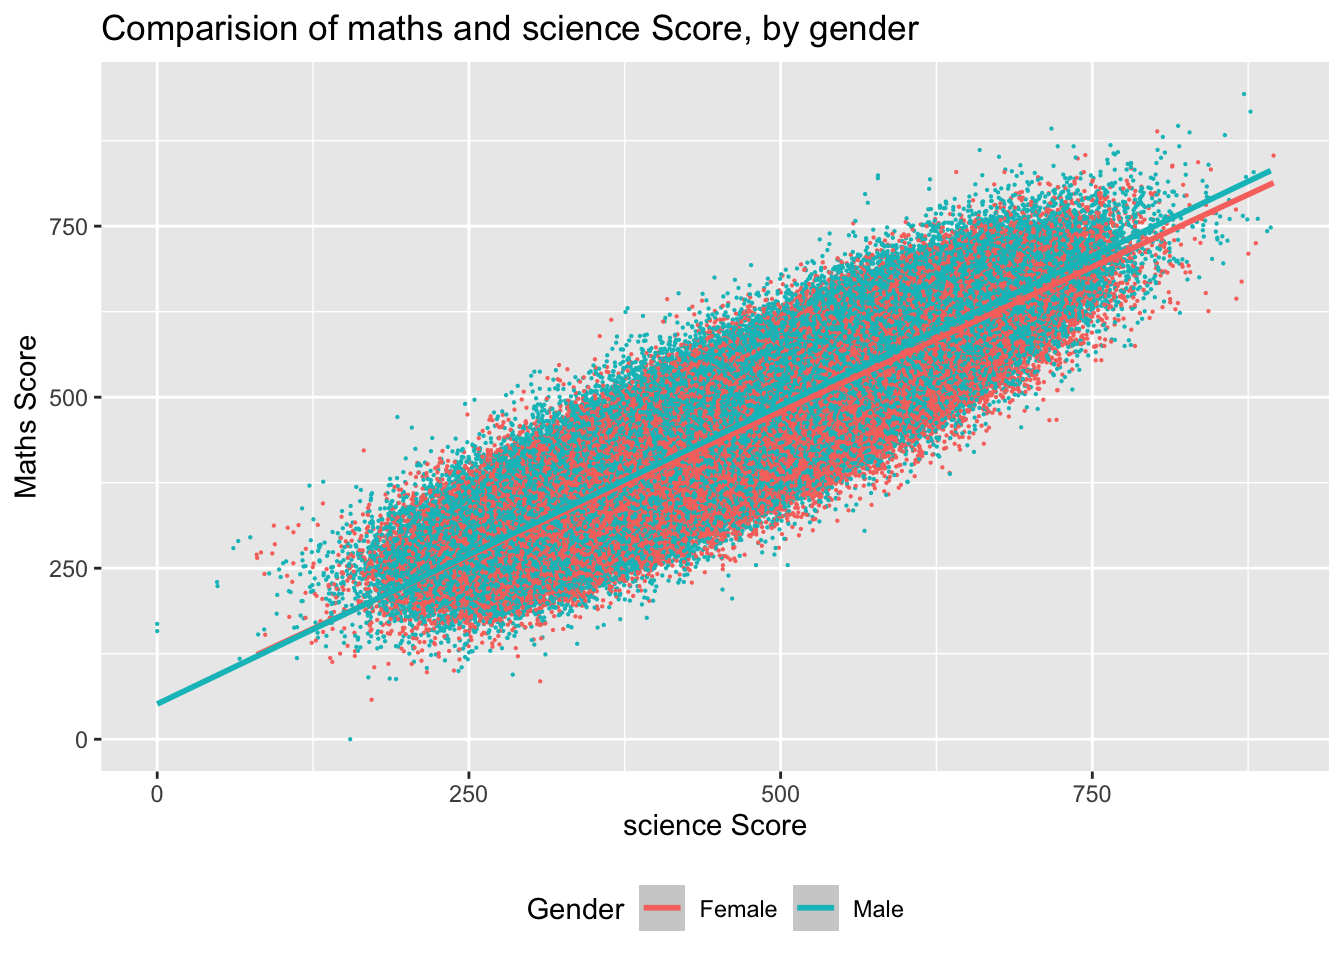 Comparision of maths and science Score, by gender
Maths Score
750
500
250
0
0 250 500 750
science Score
Gender Female Male